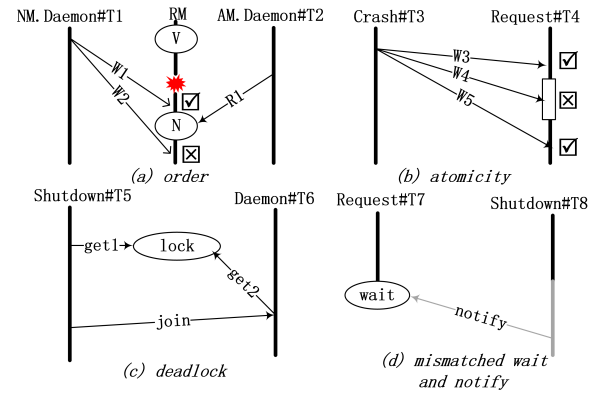 NM.Daemon#T1 RM AM.Daemon#T2
V
W1
W2
R1
N
(a) order
Crash#T3 Request#T4
W3
W4
W5
(b) atomicity
Shutdown#T5 Daemon#T6
get1 lock
get2
join
(c) deadlock
Request#T7 Shutdown#T8
wait
notify
(d) mismatched wait
and notify